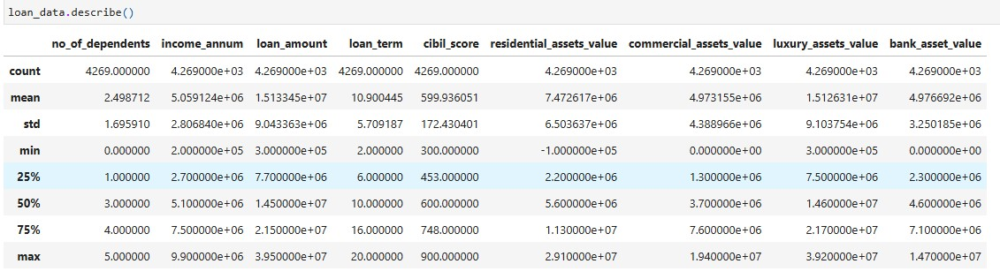 loan_data.describe()
no_of_dependents income_annum loan_amount loan_term cibil_score residential_assets_value commercial_assets_value luxury_assets_value bank_asset_value
count 4269.000000 4.269000e+03 4.269000e+03 4269.000000 4269.000000 4.269000e+03 4.269000e+03 4.269000e+03 4.269000e+03
mean 2.498712 5.059124e+06 1.513345e+07 10.900445 599.936051 7.472617e+06 4.973155e+06 1.512631e+07 4.976692e+06
std 1.695910 2.806840e+06 9.043363e+06 5.709187 172.430401 6.503637e+06 4.388966e+06 9.103754e+06 3.250185e+06
min 0.000000 2.000000e+05 3.000000e+05 2.000000 300.000000 -1.000000e+05 0.000000e+00 3.000000e+05 0.000000e+00
25% 1.000000 2.700000e+06 7.700000e+06 6.000000 453.000000 2.200000e+06 1.300000e+06 7.500000e+06 2.300000e+06
50% 3.000000 5.100000e+06 1.450000e+07 10.000000 600.000000 5.600000e+06 3.700000e+06 1.460000e+07 4.600000e+06
75% 4.000000 7.500000e+06 2.150000e+07 16.000000 748.000000 1.130000e+07 7.600000e+06 2.170000e+07 7.100000e+06
max 5.000000 9.900000e+06 3.950000e+07 20.000000 900.000000 2.910000e+07 1.940000e+07 3.920000e+07 1.470000e+07